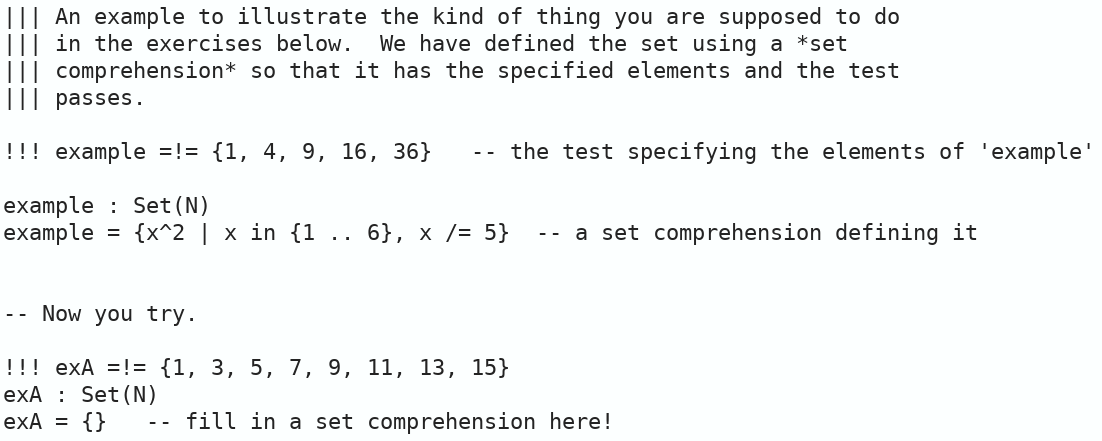 ||| An example to illustrate the kind of thing you are supposed to do
||| in the exercises below.  We have defined the set using a *set
||| comprehension* so that it has the specified elements and the test
||| passes.

!!! example =!= {1, 4, 9, 16, 36}   -- the test specifying the elements of 'example'

example : Set(N)
example = {x^2 | x in {1 .. 6}, x /= 5}  -- a set comprehension defining it

-- Now you try.

!!! exA =!= {1, 3, 5, 7, 9, 11, 13, 15}
exA : Set(N)
exA = {}   -- fill in a set comprehension here!